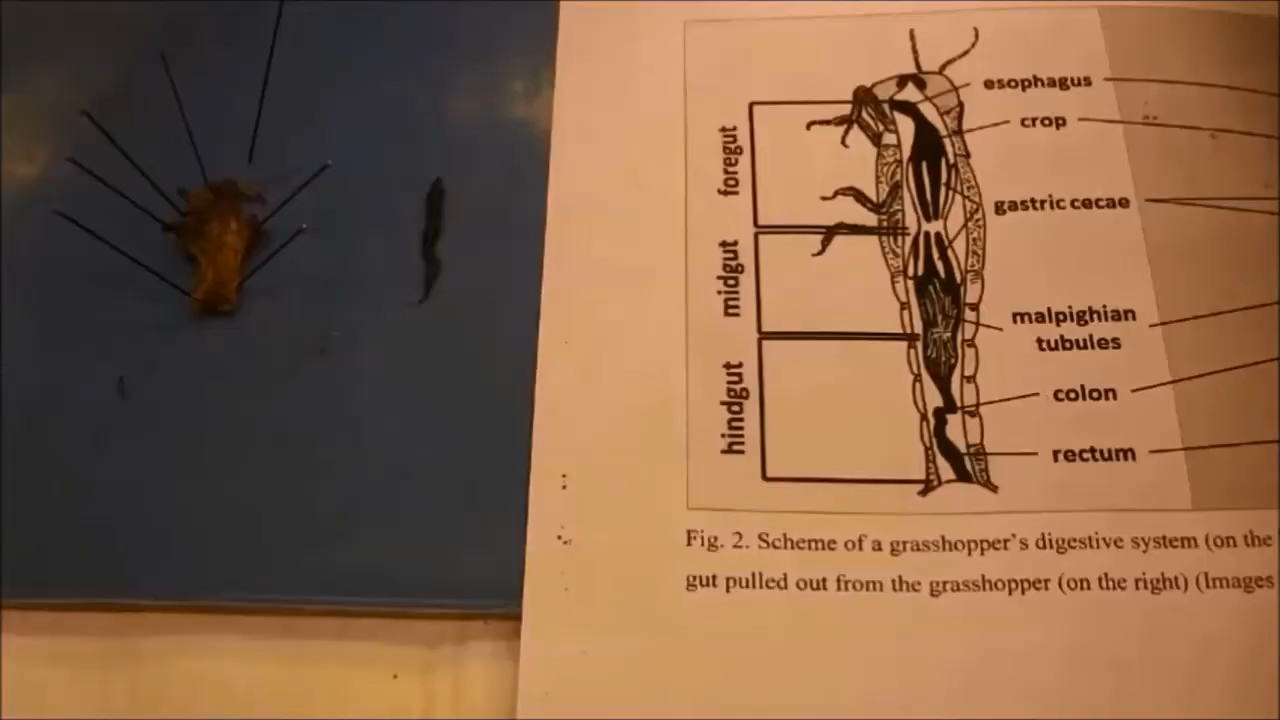 esophagus
crop
gastric cecae
malpighian
tubules
colon
rectum
foregut
midgut
hindgut
Fig. 2. Scheme of a grasshopper's digestive system (on the
gut pulled out from the grasshopper (on the right) (Images